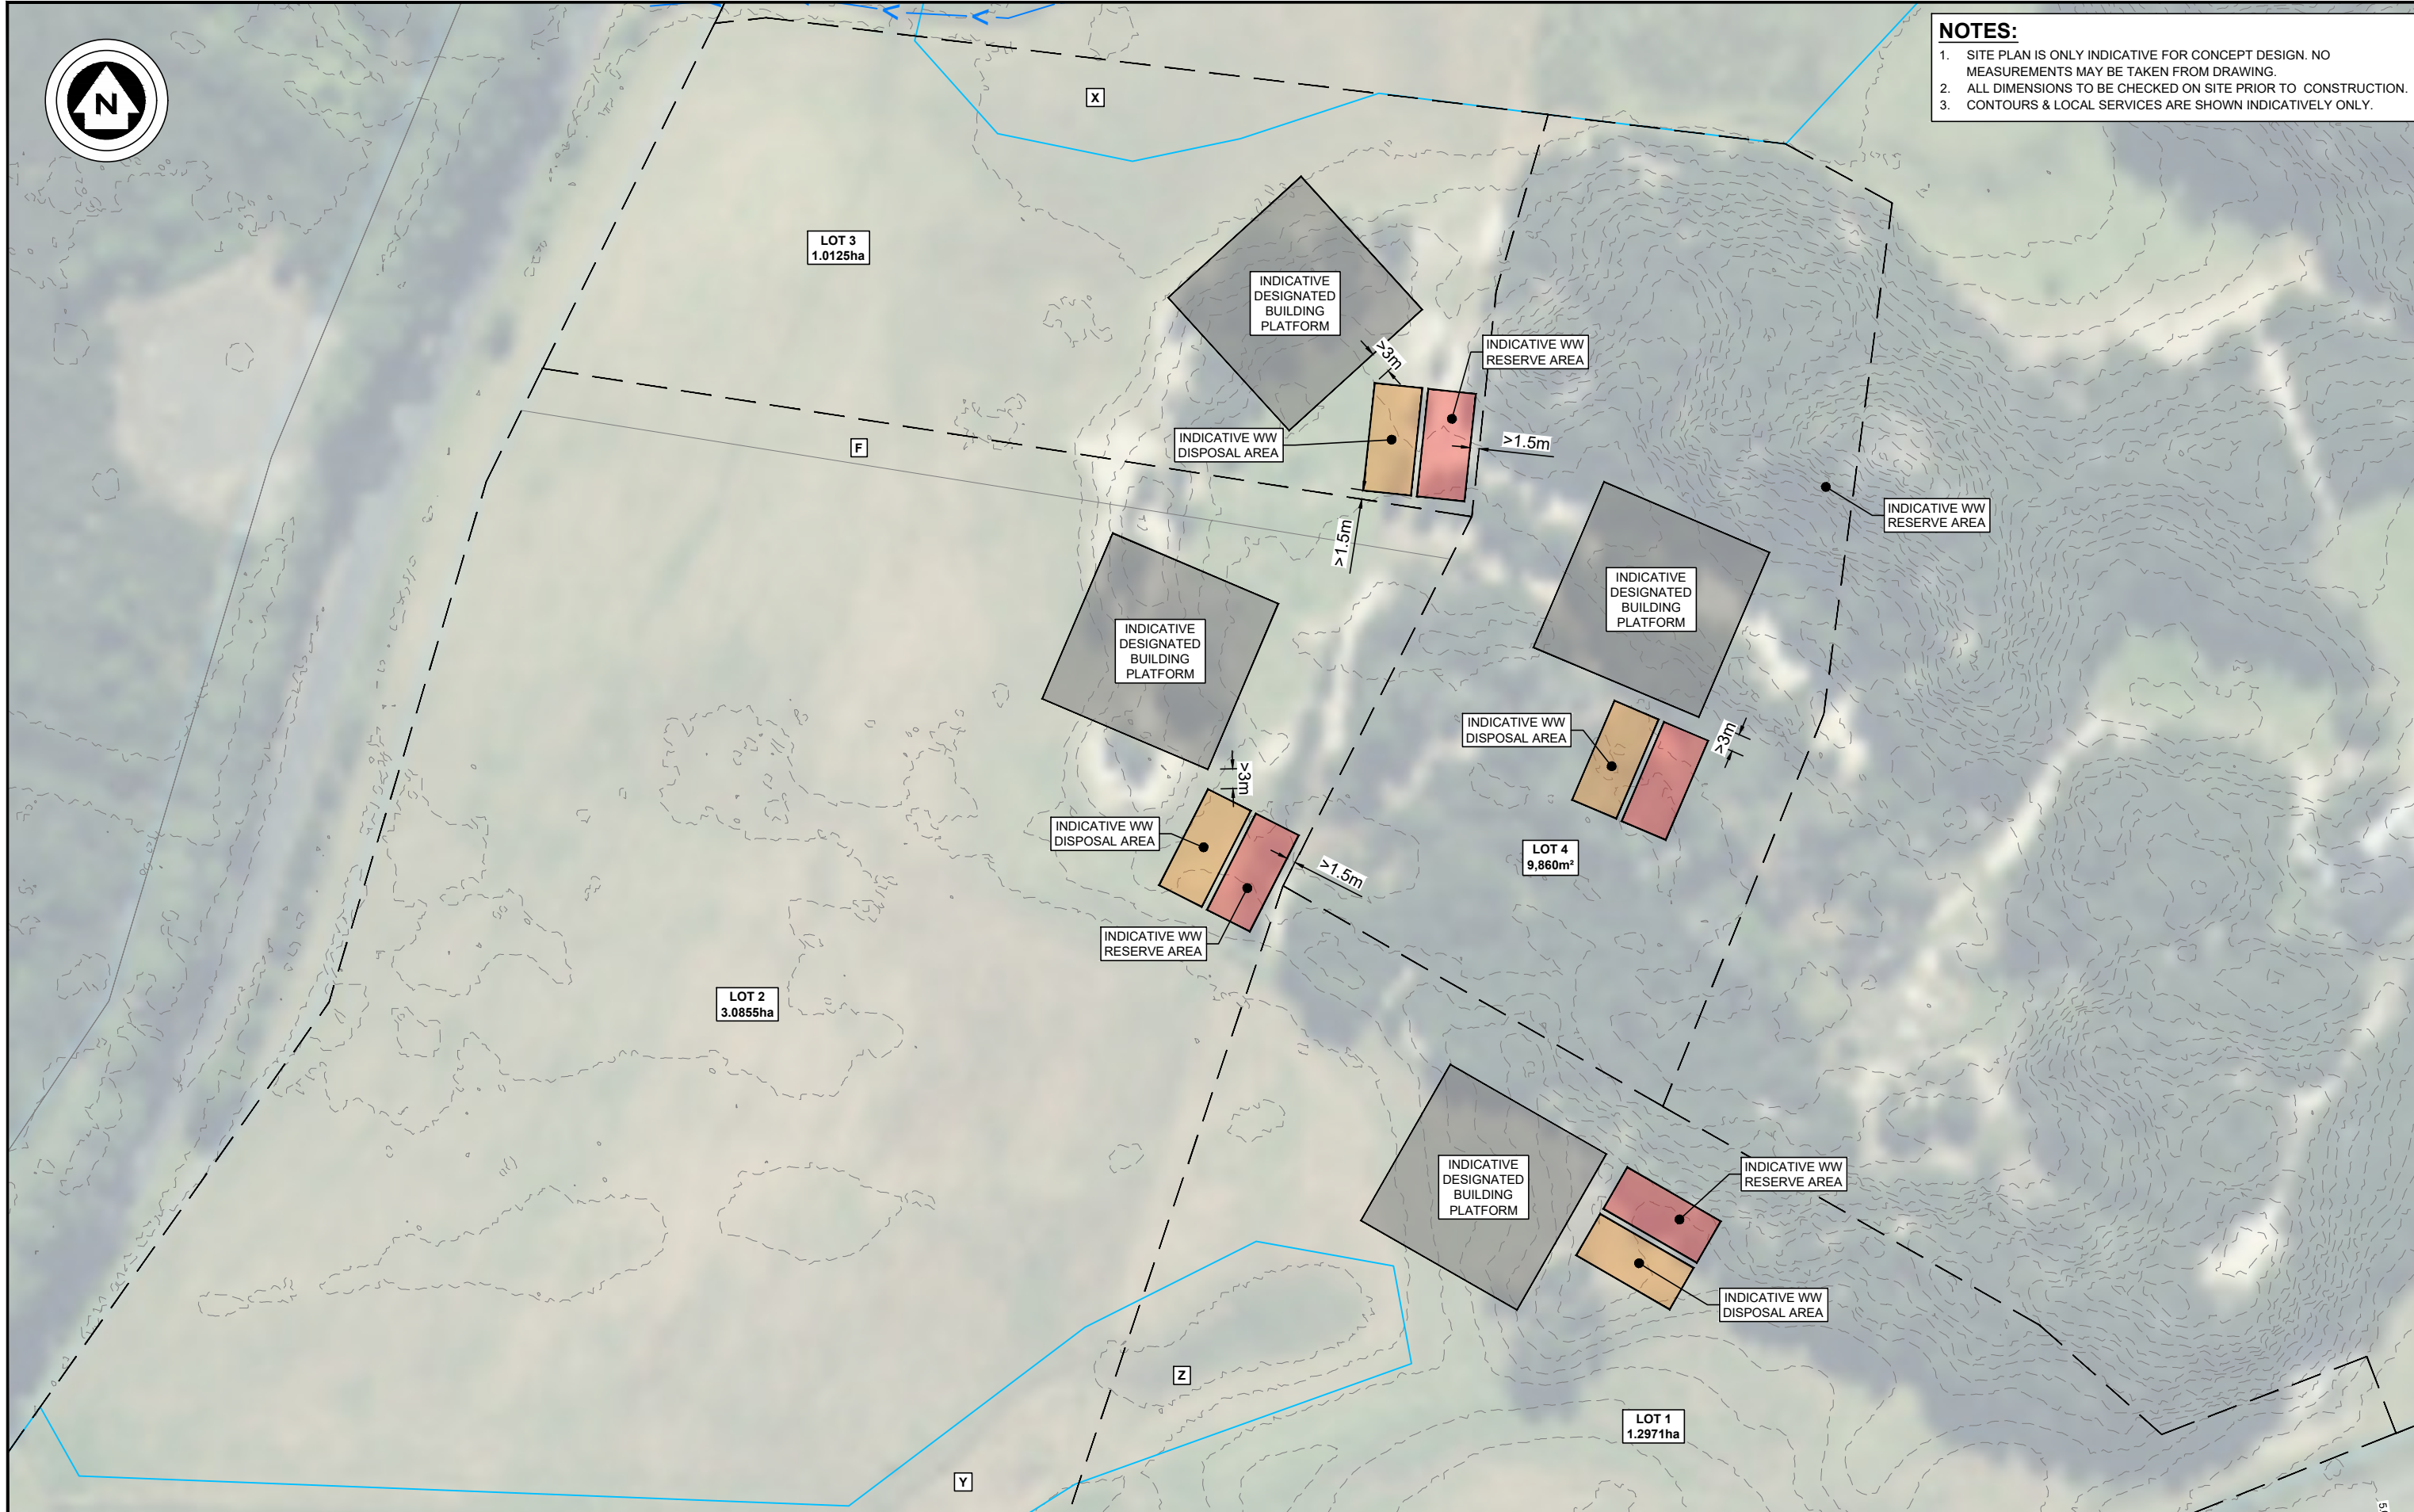 N
NOTES:
1. SITE PLAN IS ONLY INDICATIVE FOR CONCEPT DESIGN. NO
MEASUREMENTS MAY BE TAKEN FROM DRAWING.
2. ALL DIMENSIONS TO BE CHECKED ON SITE PRIOR TO CONSTRUCTION.
3. CONTOURS & LOCAL SERVICES ARE SHOWN INDICATIVELY ONLY.
X
LOT 3
1.0125ha
INDICATIVE
DESIGNATED
BUILDING
PLATFORM
>3m
INDICATIVE WW
RESERVE AREA
INDICATIVE WW
DISPOSAL AREA
>1.5m
F
>1.5m
INDICATIVE WW
RESERVE AREA
INDICATIVE
DESIGNATED
BUILDING
PLATFORM
INDICATIVE
DESIGNATED
BUILDING
PLATFORM
INDICATIVE WW
DISPOSAL AREA
>3m
>3m
INDICATIVE WW
DISPOSAL AREA
LOT 4
9,860m²
>1.5m
INDICATIVE WW
RESERVE AREA
LOT 2
3.0855ha
INDICATIVE
DESIGNATED
BUILDING
PLATFORM
INDICATIVE WW
RESERVE AREA
INDICATIVE WW
DISPOSAL AREA
Z
LOT 1
1.2971ha
Y